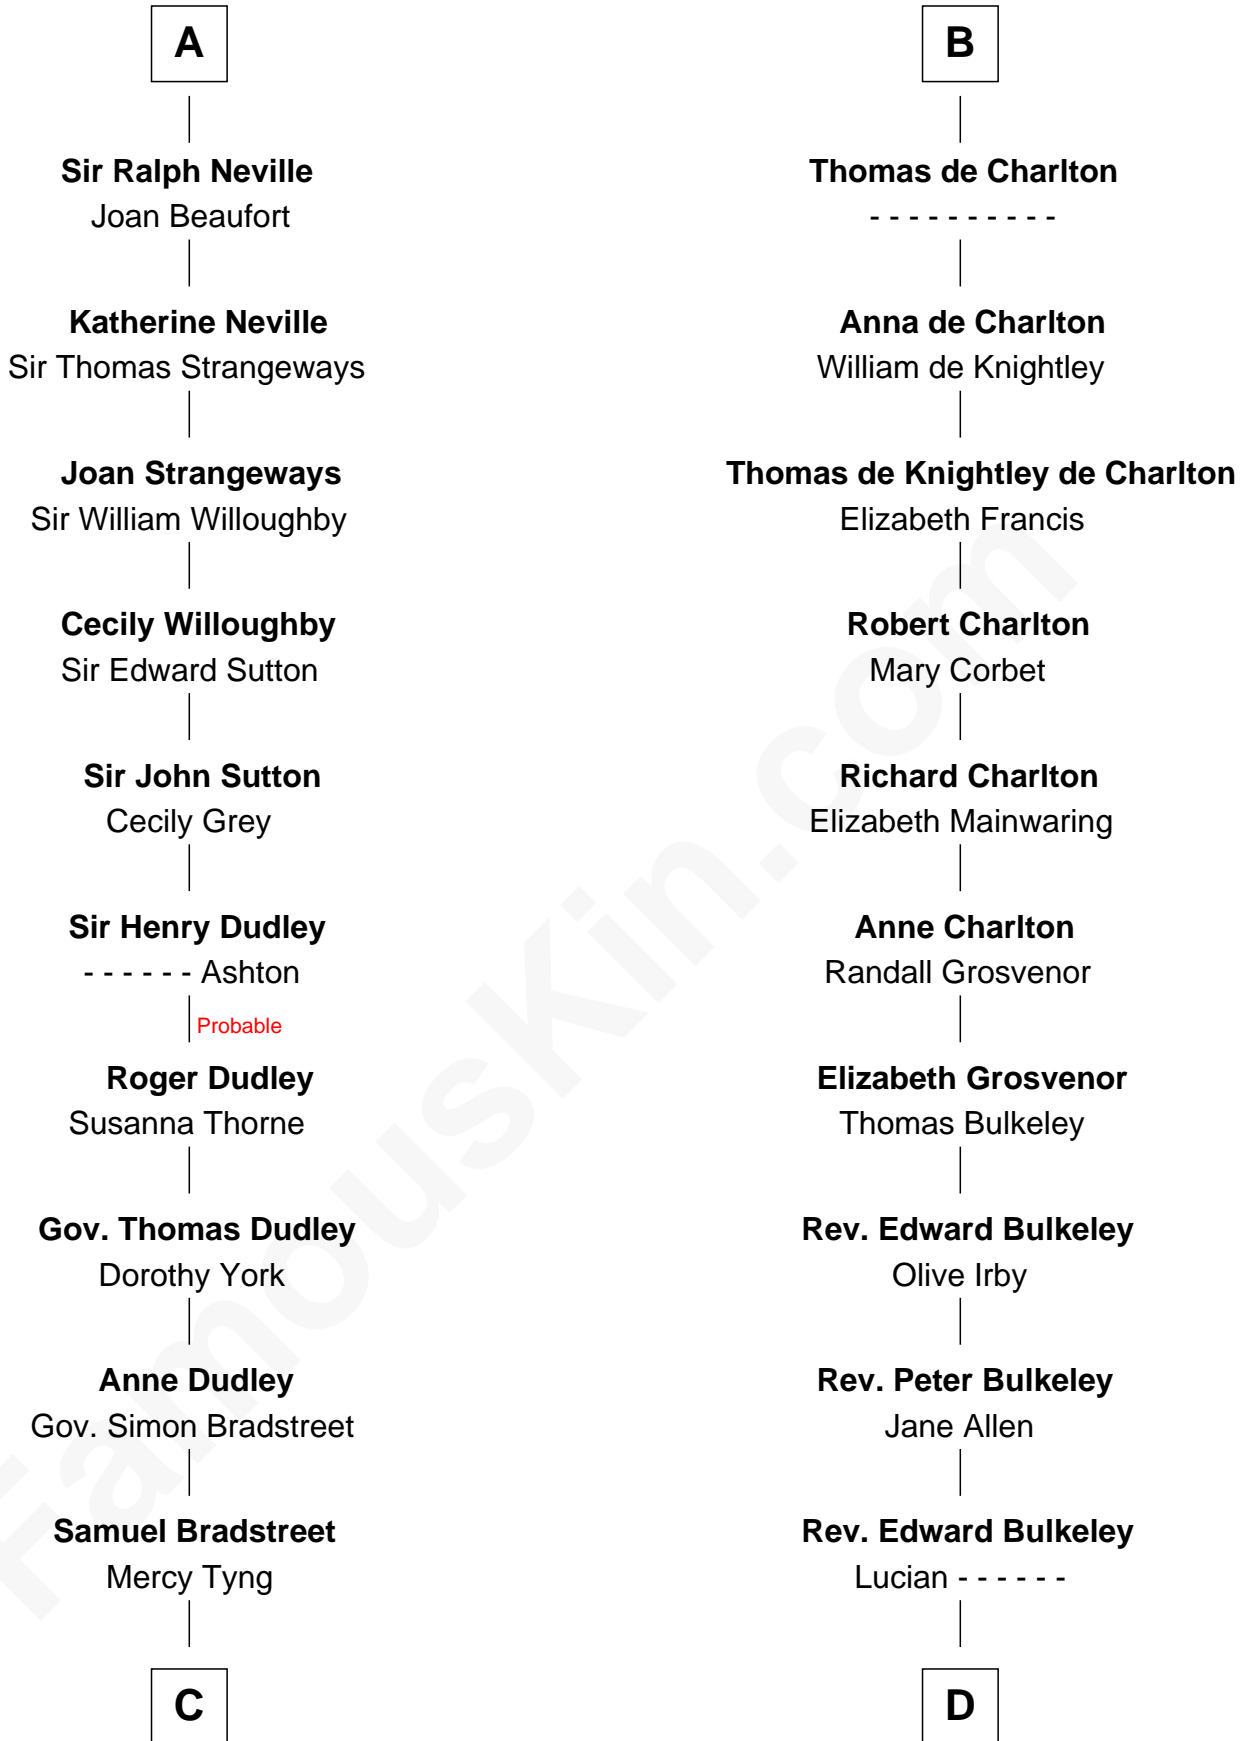 A
Sir Ralph Neville
Joan Beaufort
Katherine Neville
Sir Thomas Strangeways
Joan Strangeways
Sir William Willoughby
Cecily Willoughby
Sir Edward Sutton
Sir John Sutton
Cecily Grey
Sir Henry Dudley
- - - - - - Ashton
Probable
Roger Dudley
Susanna Thorne
Gov. Thomas Dudley
Dorothy York
Anne Dudley
Gov. Simon Bradstreet
Samuel Bradstreet
Mercy Tyng
C
B
Thomas de Charlton
- - - - - - - - - -
Anna de Charlton
William de Knightley
Thomas de Knightley de Charlton
Elizabeth Francis
Robert Charlton
Mary Corbet
Richard Charlton
Elizabeth Mainwaring
Anne Charlton
Randall Grosvenor
Elizabeth Grosvenor
Thomas Bulkeley
Rev. Edward Bulkeley
Olive Irby
Rev. Peter Bulkeley
Jane Allen
Rev. Edward Bulkeley
Lucian - - - - - -
D
FamousKin.com